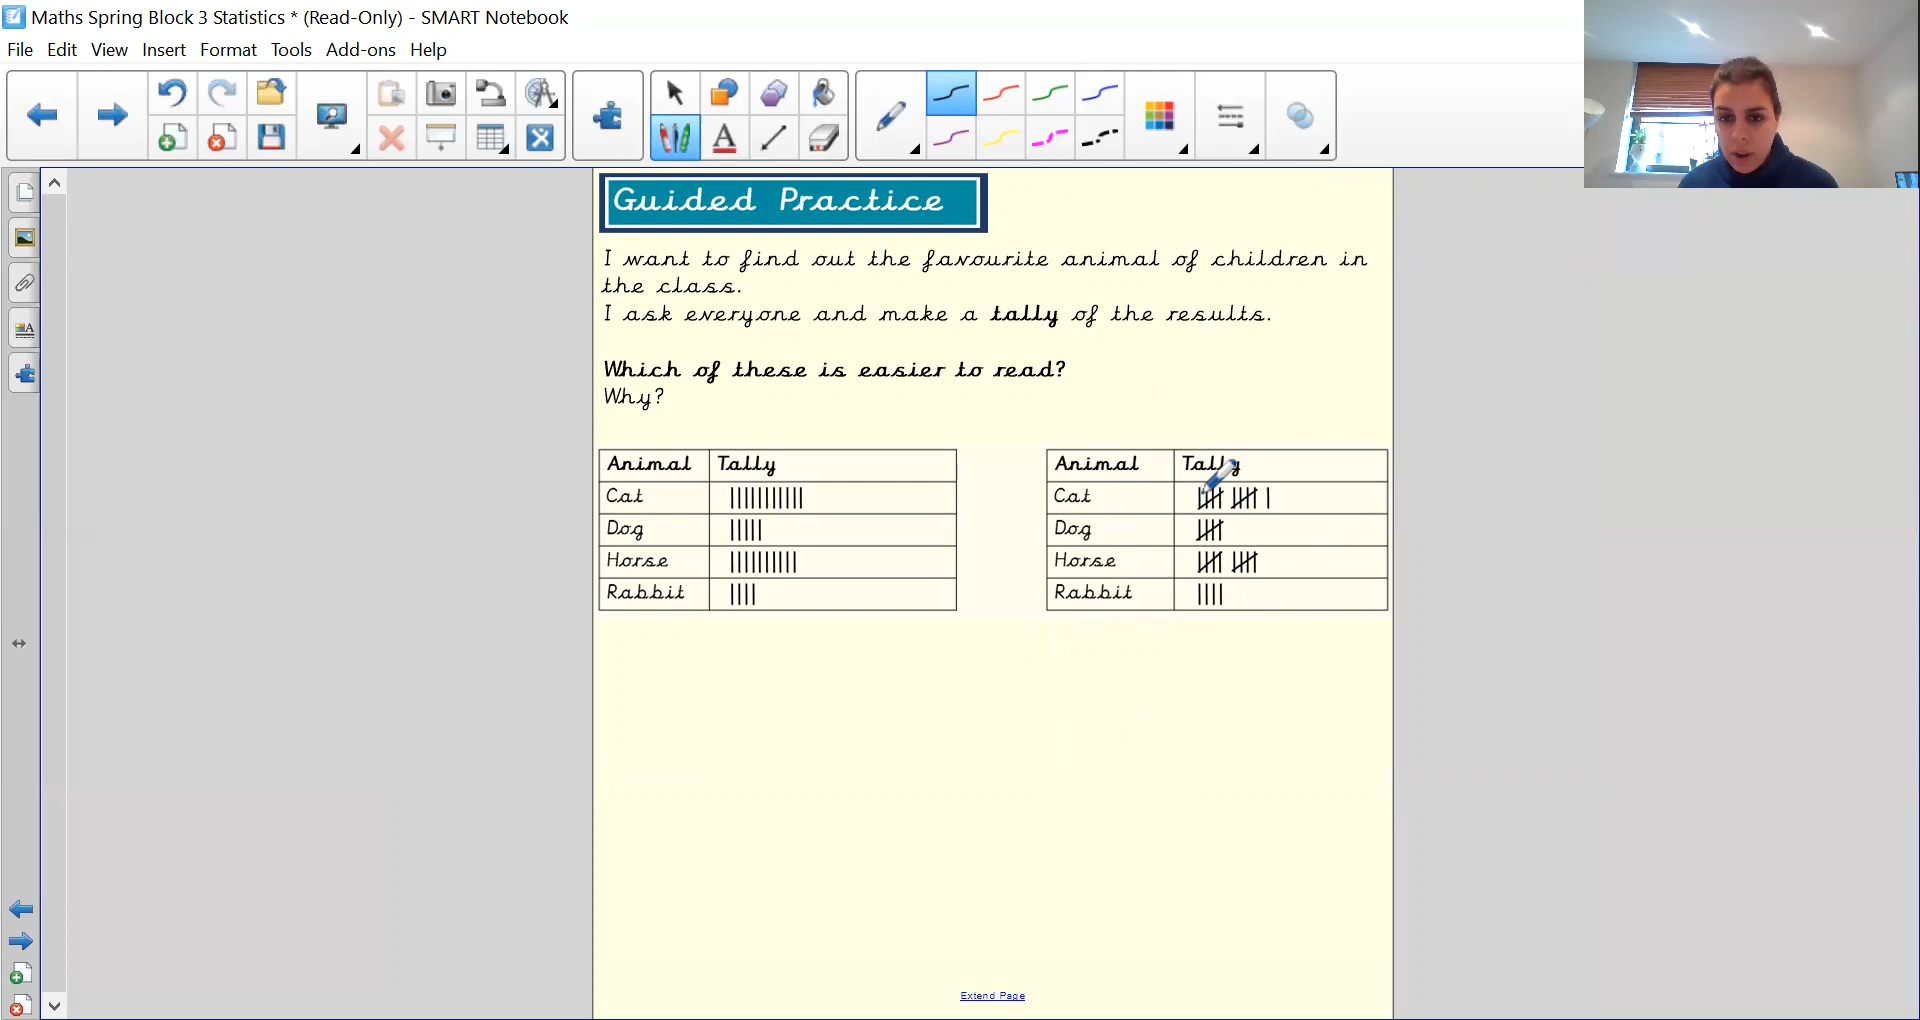 Maths Spring Block 3 Statistics * (Read-Only) - SMART Notebook
File Edit View Insert Format Tools Add-ons Help
Guided Practice
I want to find out the favourite animal of children in
the class.
I ask everyone and make a tally of the results.
Which of these is easier to read?
Why?
Animal Tally
Cat
Dog
Horse
Rabbit
Animal Tally
Cat
Dog
Horse
Rabbit
Extend Page